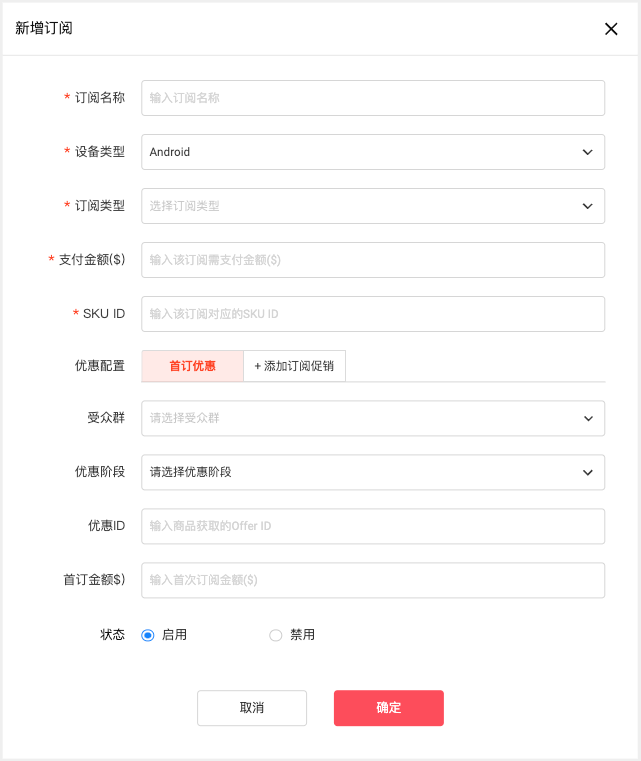 新增订阅
* 订阅名称 输入订阅名称
* 设备类型 Android
* 订阅类型 选择订阅类型
* 支付金额($) 输入该订阅需支付金额($)
* SKU ID 输入该订阅对应的SKU ID
优惠配置 首订优惠 + 添加订阅促销
受众群 请选择受众群
优惠阶段 请选择优惠阶段
优惠ID 输入商品获取的Offer ID
首订金额$) 输入首次订阅金额($)
状态 启用 禁用
取消 确定